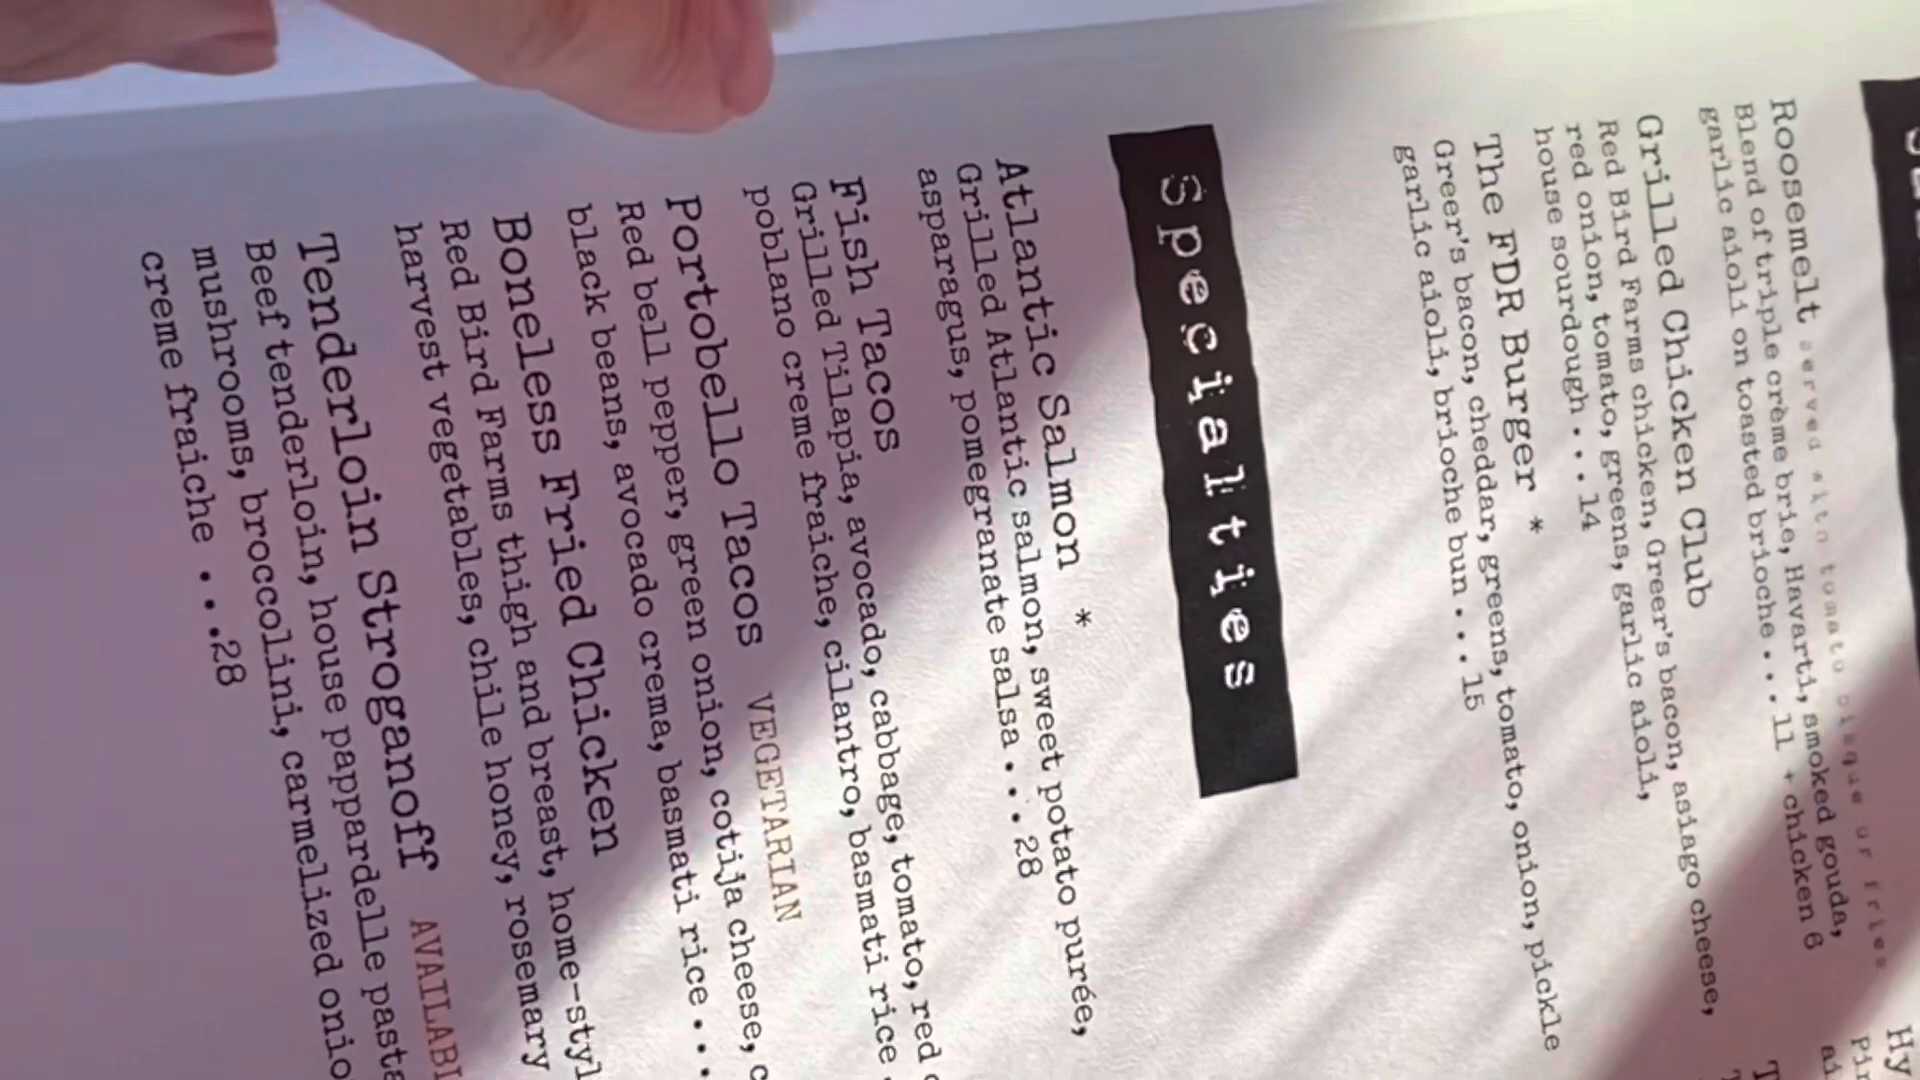 Roosemelt served with tomato bisque or fries
Blend of triple crème brie, Havarti, smoked gouda,
garlic aioli on toasted brioche . . . 11 + chicken 6
Grilled Chicken Club
Red Bird Farms chicken, Greer's bacon, asiago cheese,
red onion, tomato, greens, garlic aioli,
house sourdough . . . 14
The FDR Burger *
Greer's bacon, cheddar, greens, tomato, onion, pickle
garlic aioli, brioche bun . . . 15
Specialties
Atlantic Salmon *
Grilled Atlantic salmon, sweet potato purée,
asparagus, pomegranate salsa . . . 28
Fish Tacos
Grilled Tilapia, avocado, cabbage, tomato, red
poblano creme fraiche, cilantro, basmati rice
Portobello Tacos VEGETARIAN
Red bell pepper, green onion, cotija cheese,
black beans, avocado crema, basmati rice . . .
Boneless Fried Chicken
Red Bird Farms thigh and breast, home-styl
harvest vegetables, chile honey, rosemary
Tenderloin Stroganoff AVAILABL
Beef tenderloin, house pappardelle pasta
mushrooms, broccolini, carmelized onio
creme fraiche . . . 28